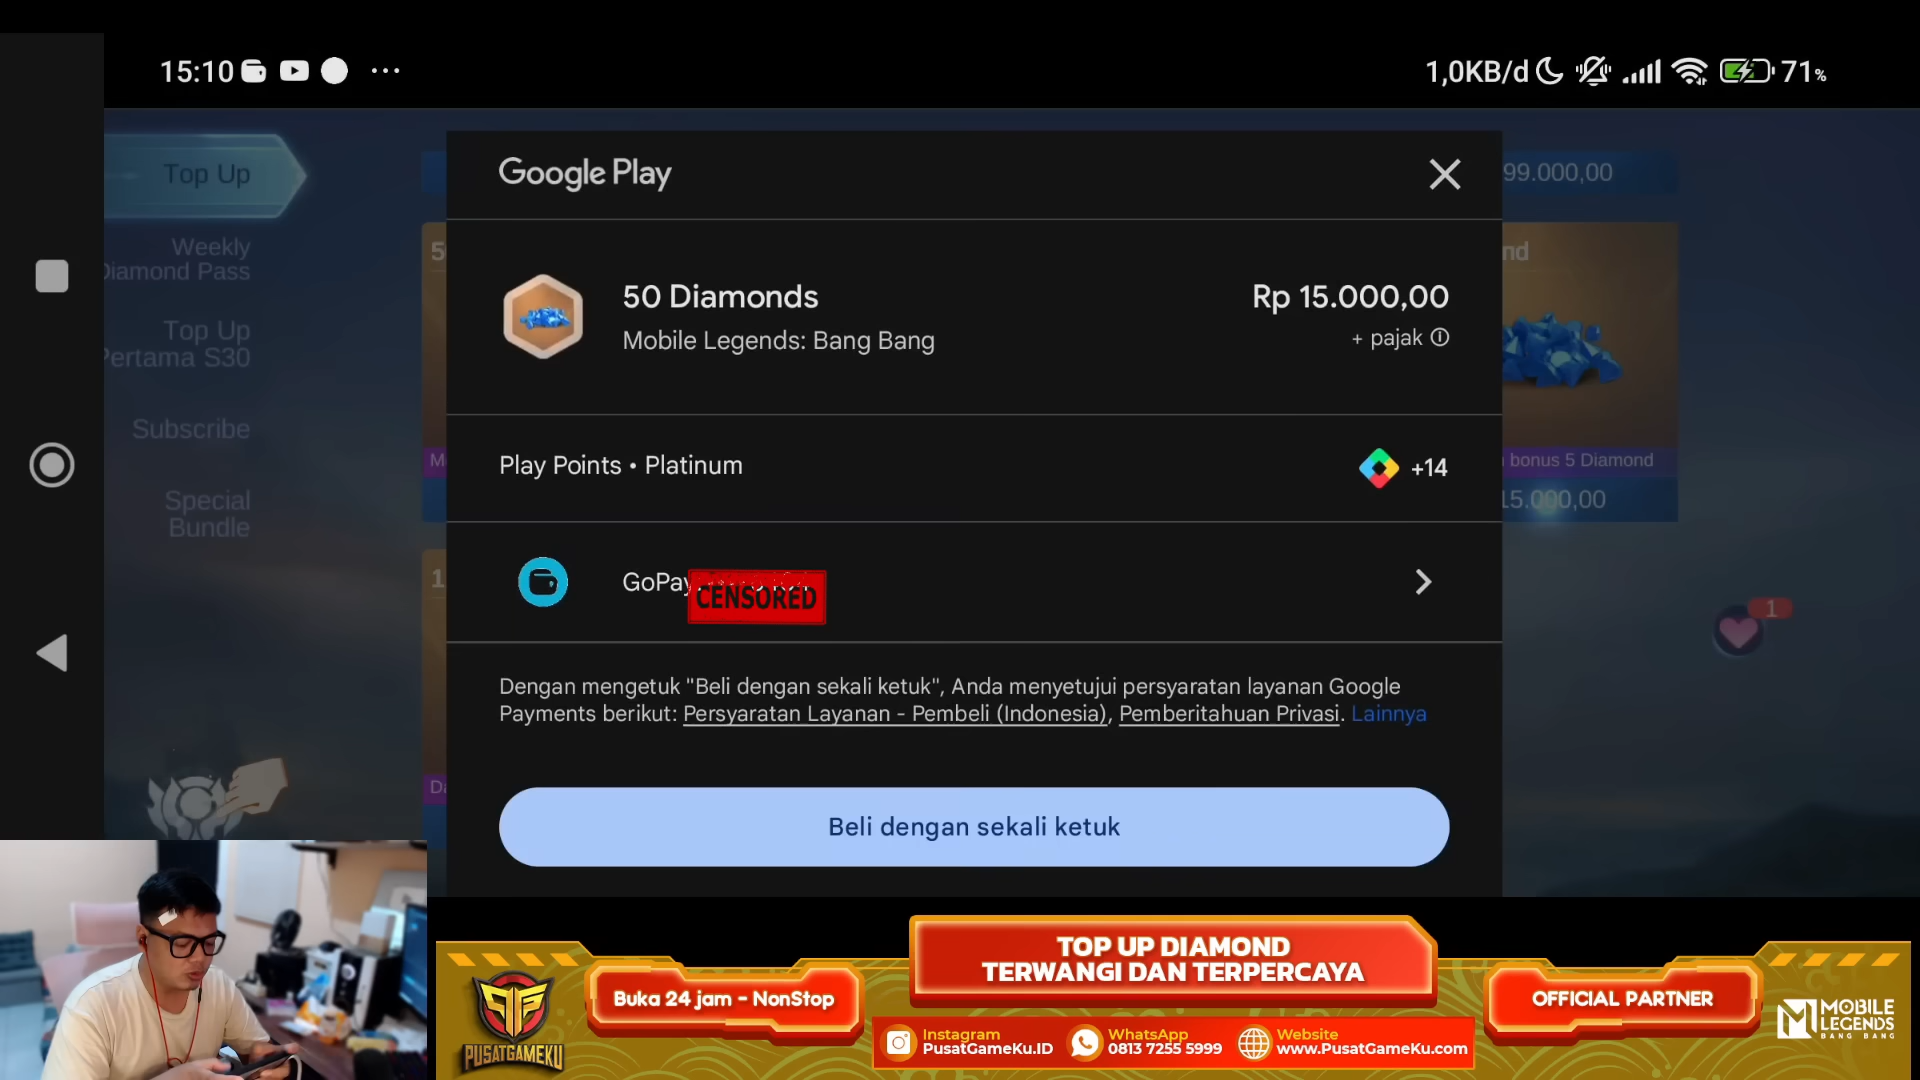 15:10
1,0KB/d
71%
Top Up
Weekly
Diamond Pass
Top Up
Pertama S30
Subscribe
Special
Bundle
99.000,00
bonus 5 Diamond
15.000,00
1
Google Play
50 Diamonds
Rp 15.000,00
Mobile Legends: Bang Bang
+ pajak
Play Points • Platinum
+14
GoPay
CENSORED
Dengan mengetuk "Beli dengan sekali ketuk", Anda menyetujui persyaratan layanan Google
Payments berikut: Persyaratan Layanan - Pembeli (Indonesia), Pemberitahuan Privasi. Lainnya
Beli dengan sekali ketuk
PUSATGAMEKU
Buka 24 jam - NonStop
TOP UP DIAMOND
TERWANGI DAN TERPERCAYA
Instagram
PusatGameKu.ID
WhatsApp
0813 7255 5999
Website
www.PusatGameKu.com
OFFICIAL PARTNER
MOBILE
LEGENDS
BANG BANG